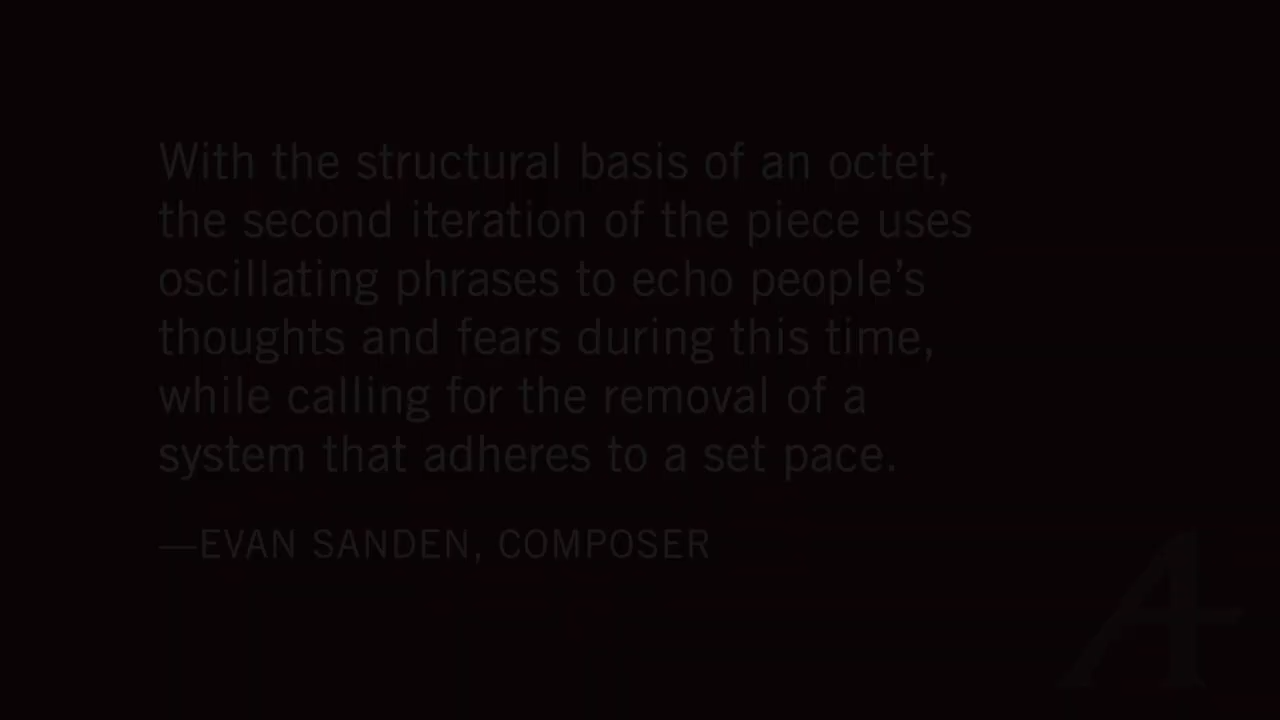 With the structural basis of an octet,
the second iteration of the piece uses
oscillating phrases to echo people’s
thoughts and fears during this time,
while calling for the removal of a
system that adheres to a set pace.
—EVAN SANDEN, COMPOSER
A